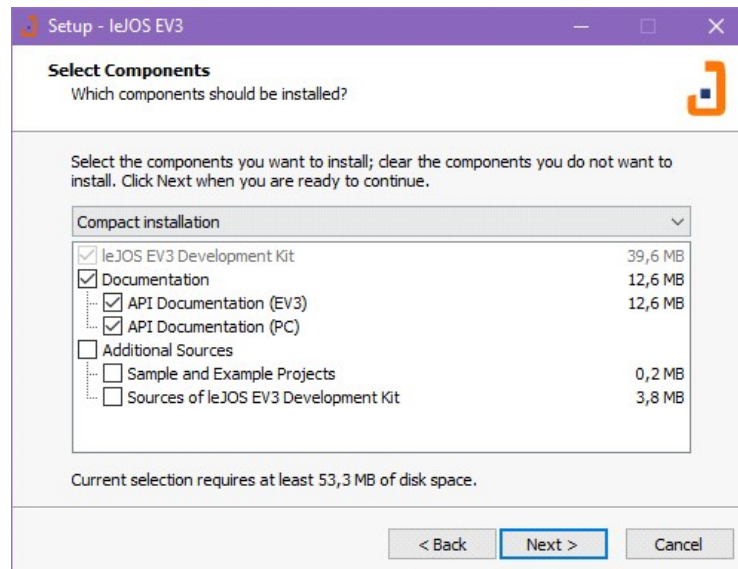 Setup - leJOS EV3
Select Components
Which components should be installed?
Select the components you want to install; clear the components you do not want to
install. Click Next when you are ready to continue.
Compact installation
leJOS EV3 Development Kit 39,6 MB
Documentation 12,6 MB
API Documentation (EV3) 12,6 MB
API Documentation (PC)
Additional Sources
Sample and Example Projects 0,2 MB
Sources of leJOS EV3 Development Kit 3,8 MB
Current selection requires at least 53,3 MB of disk space.
< Back Next > Cancel